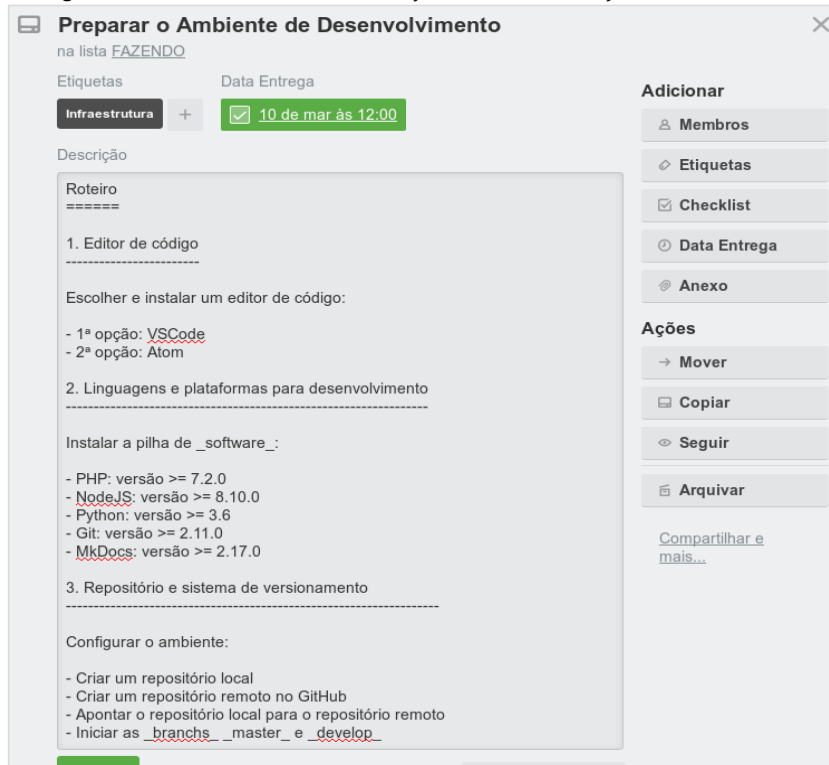 Preparar o Ambiente de Desenvolvimento
na lista FAZENDO
Etiquetas
Data Entrega
Infraestrutura
+
10 de mar às 12:00
Descrição
Roteiro
======
1. Editor de código
------------------------
Escolher e instalar um editor de código:
- 1ª opção: VSCode
- 2ª opção: Atom
2. Linguagens e plataformas para desenvolvimento
-----------------------------------------------------------------
Instalar a pilha de _software_:
- PHP: versão >= 7.2.0
- NodeJS: versão >= 8.10.0
- Python: versão >= 3.6
- Git: versão >= 2.11.0
- MkDocs: versão >= 2.17.0
3. Repositório e sistema de versionamento
-------------------------------------------------------------------
Configurar o ambiente:
- Criar um repositório local
- Criar um repositório remoto no GitHub
- Apontar o repositório local para o repositório remoto
- Iniciar as _branchs_ _master_ e _develop_
Adicionar
Membros
Etiquetas
Checklist
Data Entrega
Anexo
Ações
Mover
Copiar
Seguir
Arquivar
Compartilhar e
mais...